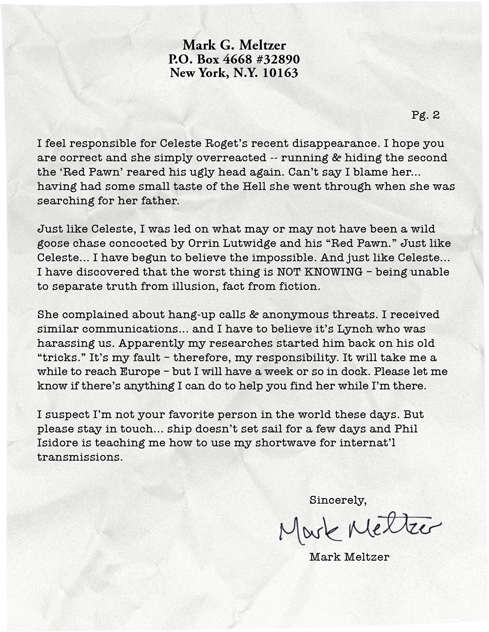 Mark G. Meltzer
P.O. Box 4668 #32890
New York, N.Y. 10163
Pg. 2
I feel responsible for Celeste Roget's recent disappearance. I hope you
are correct and she simply overreacted -- running & hiding the second
the 'Red Pawn' reared his ugly head again. Can't say I blame her...
having had some small taste of the Hell she went through when she was
searching for her father.
Just like Celeste, I was led on what may or may not have been a wild
goose chase concocted by Orrin Lutwidge and his "Red Pawn." Just like
Celeste... I have begun to believe the impossible. And just like Celeste...
I have discovered that the worst thing is NOT KNOWING – being unable
to separate truth from illusion, fact from fiction.
She complained about hang-up calls & anonymous threats. I received
similar communications... and I have to believe it's Lynch who was
harassing us. Apparently my researches started him back on his old
"tricks." It's my fault – therefore, my responsibility. It will take me a
while to reach Europe – but I will have a week or so in dock. Please let me
know if there's anything I can do to help you find her while I'm there.
I suspect I'm not your favorite person in the world these days. But
please stay in touch... ship doesn't set sail for a few days and Phil
Isidore is teaching me how to use my shortwave for internat'l
transmissions.
Sincerely,
Mark Meltzer
Mark Meltzer